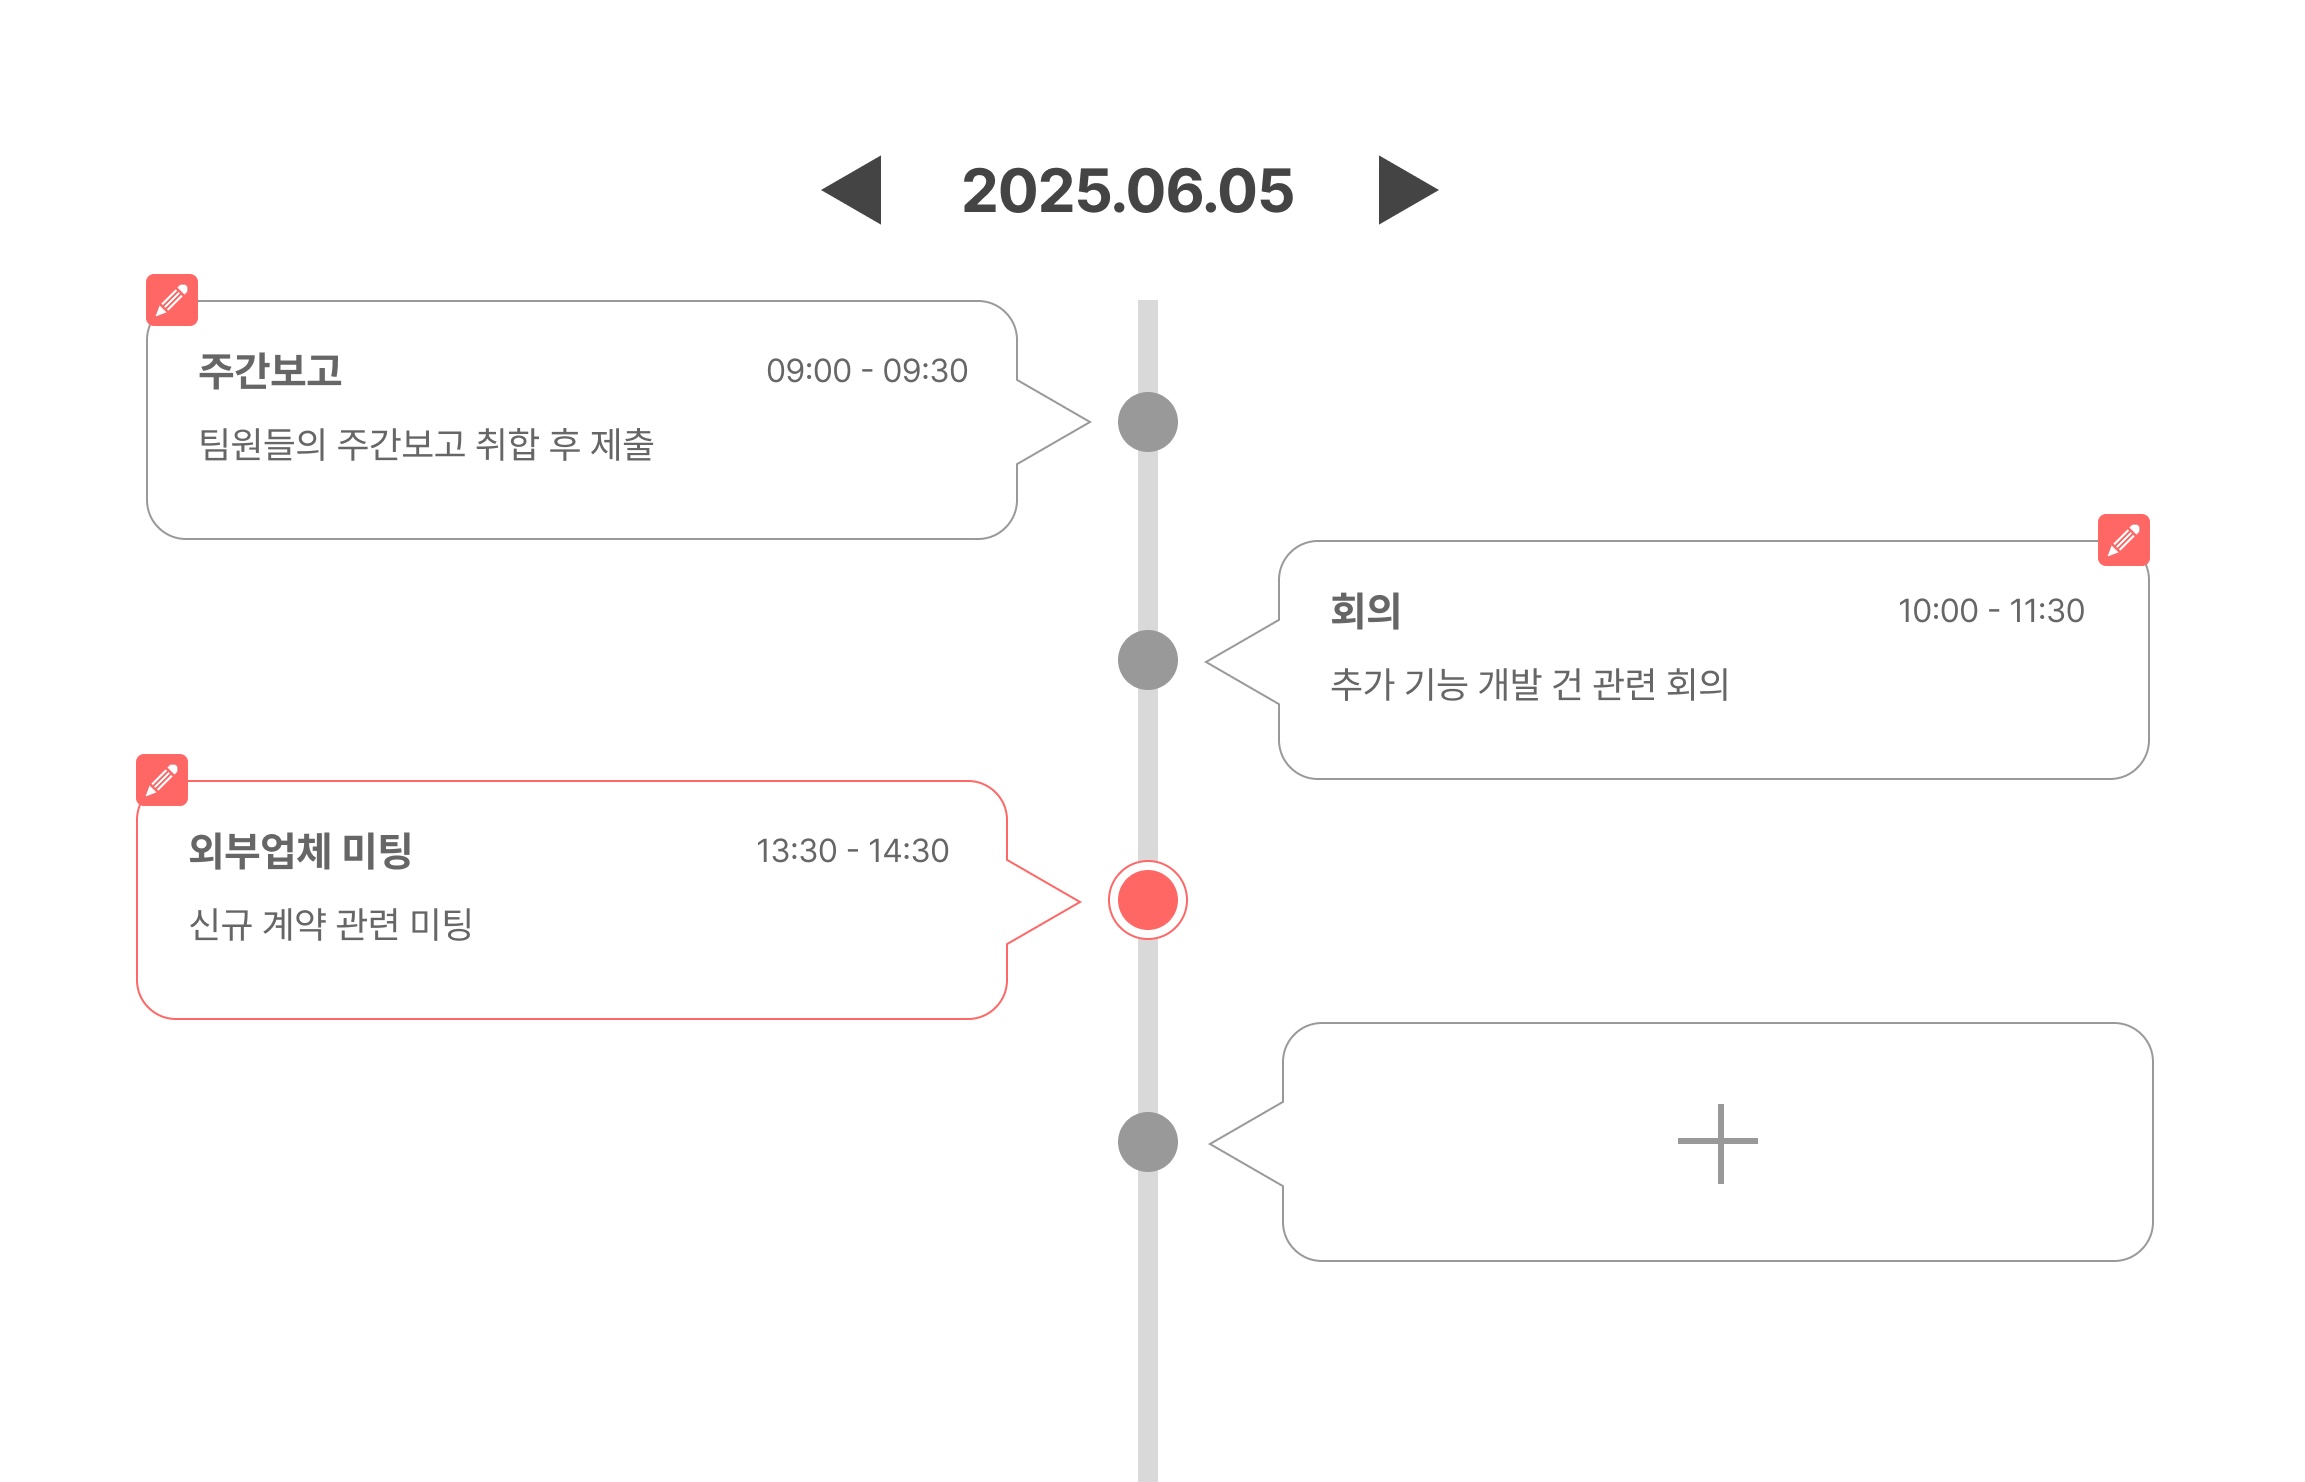 2025.06.05
주간보고
09:00 - 09:30
팀원들의 주간보고 취합 후 제출
회의
10:00 - 11:30
추가 기능 개발 건 관련 회의
외부업체 미팅
13:30 - 14:30
신규 계약 관련 미팅